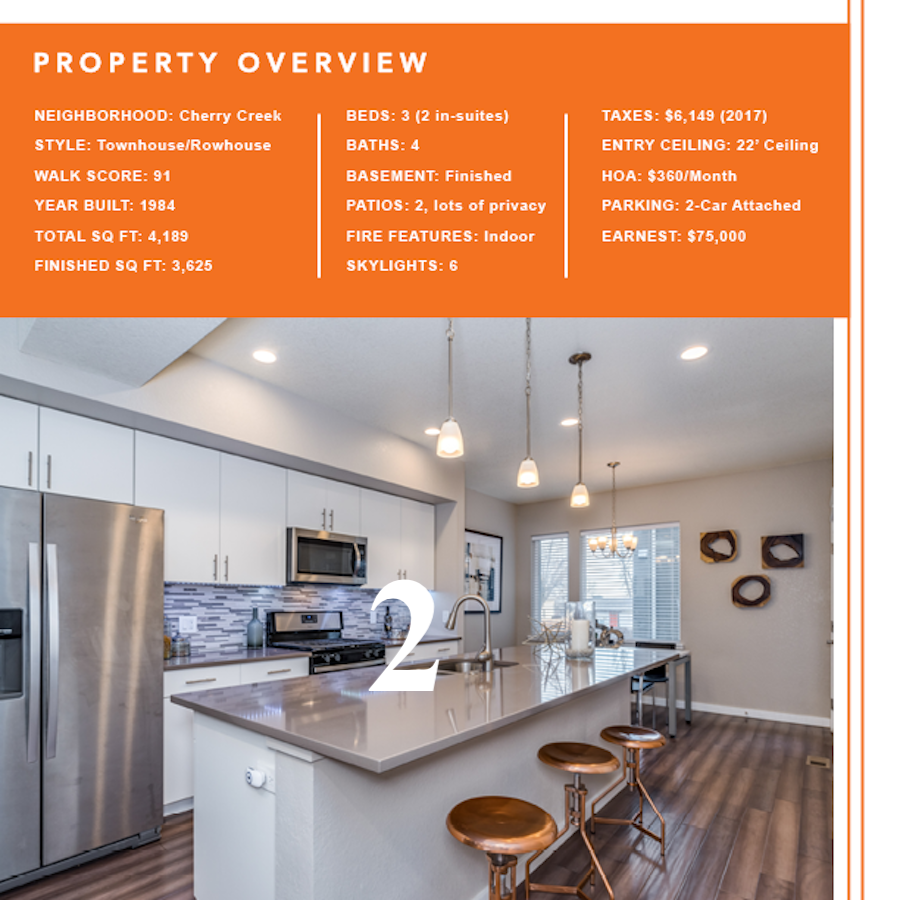 PROPERTY OVERVIEW
NEIGHBORHOOD: Cherry Creek
STYLE: Townhouse/Rowhouse
WALK SCORE: 91
YEAR BUILT: 1984
TOTAL SQ FT: 4,189
FINISHED SQ FT: 3,625
BEDS: 3 (2 in-suites)
BATHS: 4
BASEMENT: Finished
PATIOS: 2, lots of privacy
FIRE FEATURES: Indoor
SKYLIGHTS: 6
TAXES: $6,149 (2017)
ENTRY CEILING: 22’ Ceiling
HOA: $360/Month
PARKING: 2-Car Attached
EARNEST: $75,000
2